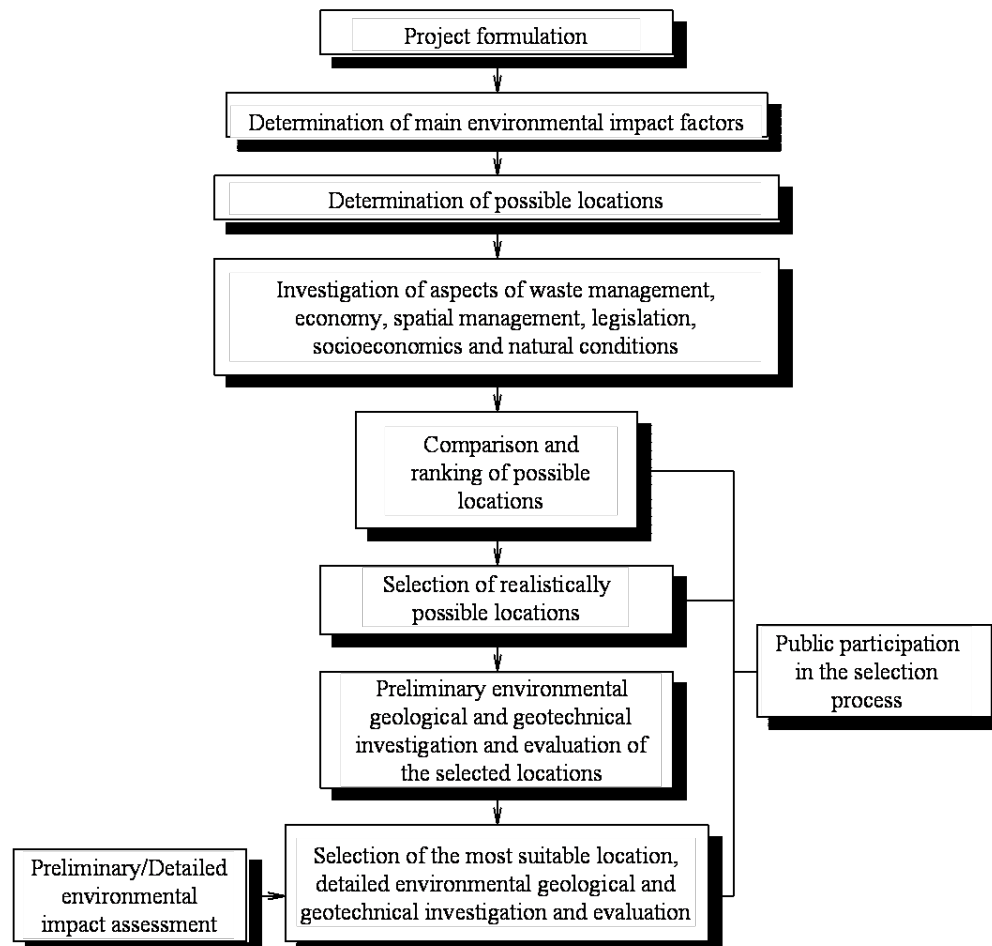 Project formulation
Determination of main environmental impact factors
Determination of possible locations
Investigation of aspects of waste management,
economy, spatial management, legislation,
socioeconomics and natural conditions
Comparison and
ranking of possible
locations
Selection of realistically
possible locations
Public participation
in the selection
process
Preliminary environmental
geological and geotechnical
investigation and evaluation of
the selected locations
Preliminary/Detailed
environmental
impact assessment
Selection of the most suitable location,
detailed environmental geological and
geotechnical investigation and evaluation